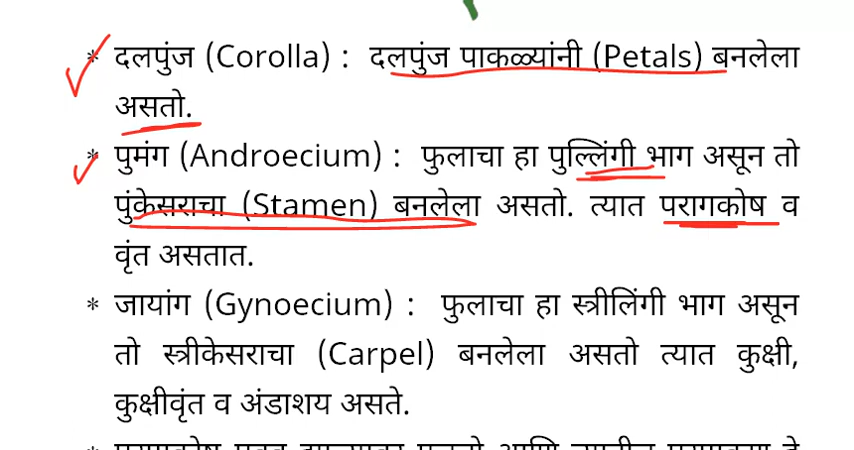 * दलपुंज (Corolla) : दलपुंज पाकळ्यांनी (Petals) बनलेला
असतो.
* पुमंग (Androecium) : फुलाचा हा पुल्लिंगी भाग असून तो
पुंकेसराचा (Stamen) बनलेला असतो. त्यात परागकोष व
वृंत असतात.
* जायांग (Gynoecium) : फुलाचा हा स्त्रीलिंगी भाग असून
तो स्त्रीकेसराचा (Carpel) बनलेला असतो त्यात कुक्षी,
कुक्षीवृंत व अंडाशय असते.